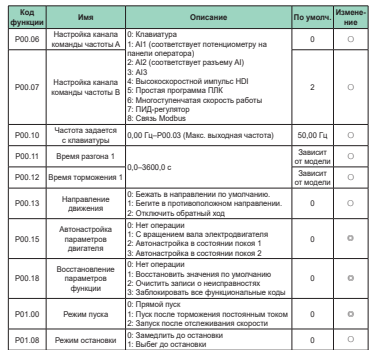 Код функции Имя Описание По умолч. Измене-ние
P00.06 Настройка канала команды частоты A 0 ○
0: Клавиатура
1: AI1 (соответствует потенциометру на панели оператора)
2: AI2 (соответствует разъему AI)
3: AI3
4: Высокоскоростной импульс HDI
5: Простая программа ПЛК
6: Многоступенчатая скорость работы
7: ПИД-регулятор
8: Связь Modbus
P00.07 Настройка канала команды частоты B 2 ○
P00.10 Частота задается с клавиатуры 0,00 Гц–P00.03 (Макс. выходная частота) 50,00 Гц ○
P00.11 Время разгона 1 0,0–3600,0 с Зависит от модели ○
P00.12 Время торможения 1 Зависит от модели ○
P00.13 Направление движения 0 ○
0: Бежать в направлении по умолчанию.
1: Бегите в противоположном направлении.
2: Отключить обратный ход
P00.15 Автонастройка параметров двигателя 0 ◎
0: Нет операции
1: С вращением вала электродвигателя
2: Автонастройка в состоянии покоя 1
3: Автонастройка в состоянии покоя 2
P00.18 Восстановление параметров функции 0 ◎
0: Нет операции
1: Восстановить значения по умолчанию
2: Очистить записи о неисправностях
3: Заблокировать все функциональные коды
P01.00 Режим пуска 0 ◎
0: Прямой пуск
1: Пуск после торможения постоянным током
2: Запуск после отслеживания скорости
P01.08 Режим остановки 0 ○
0: Замедлить до остановки
1: Выбег до остановки